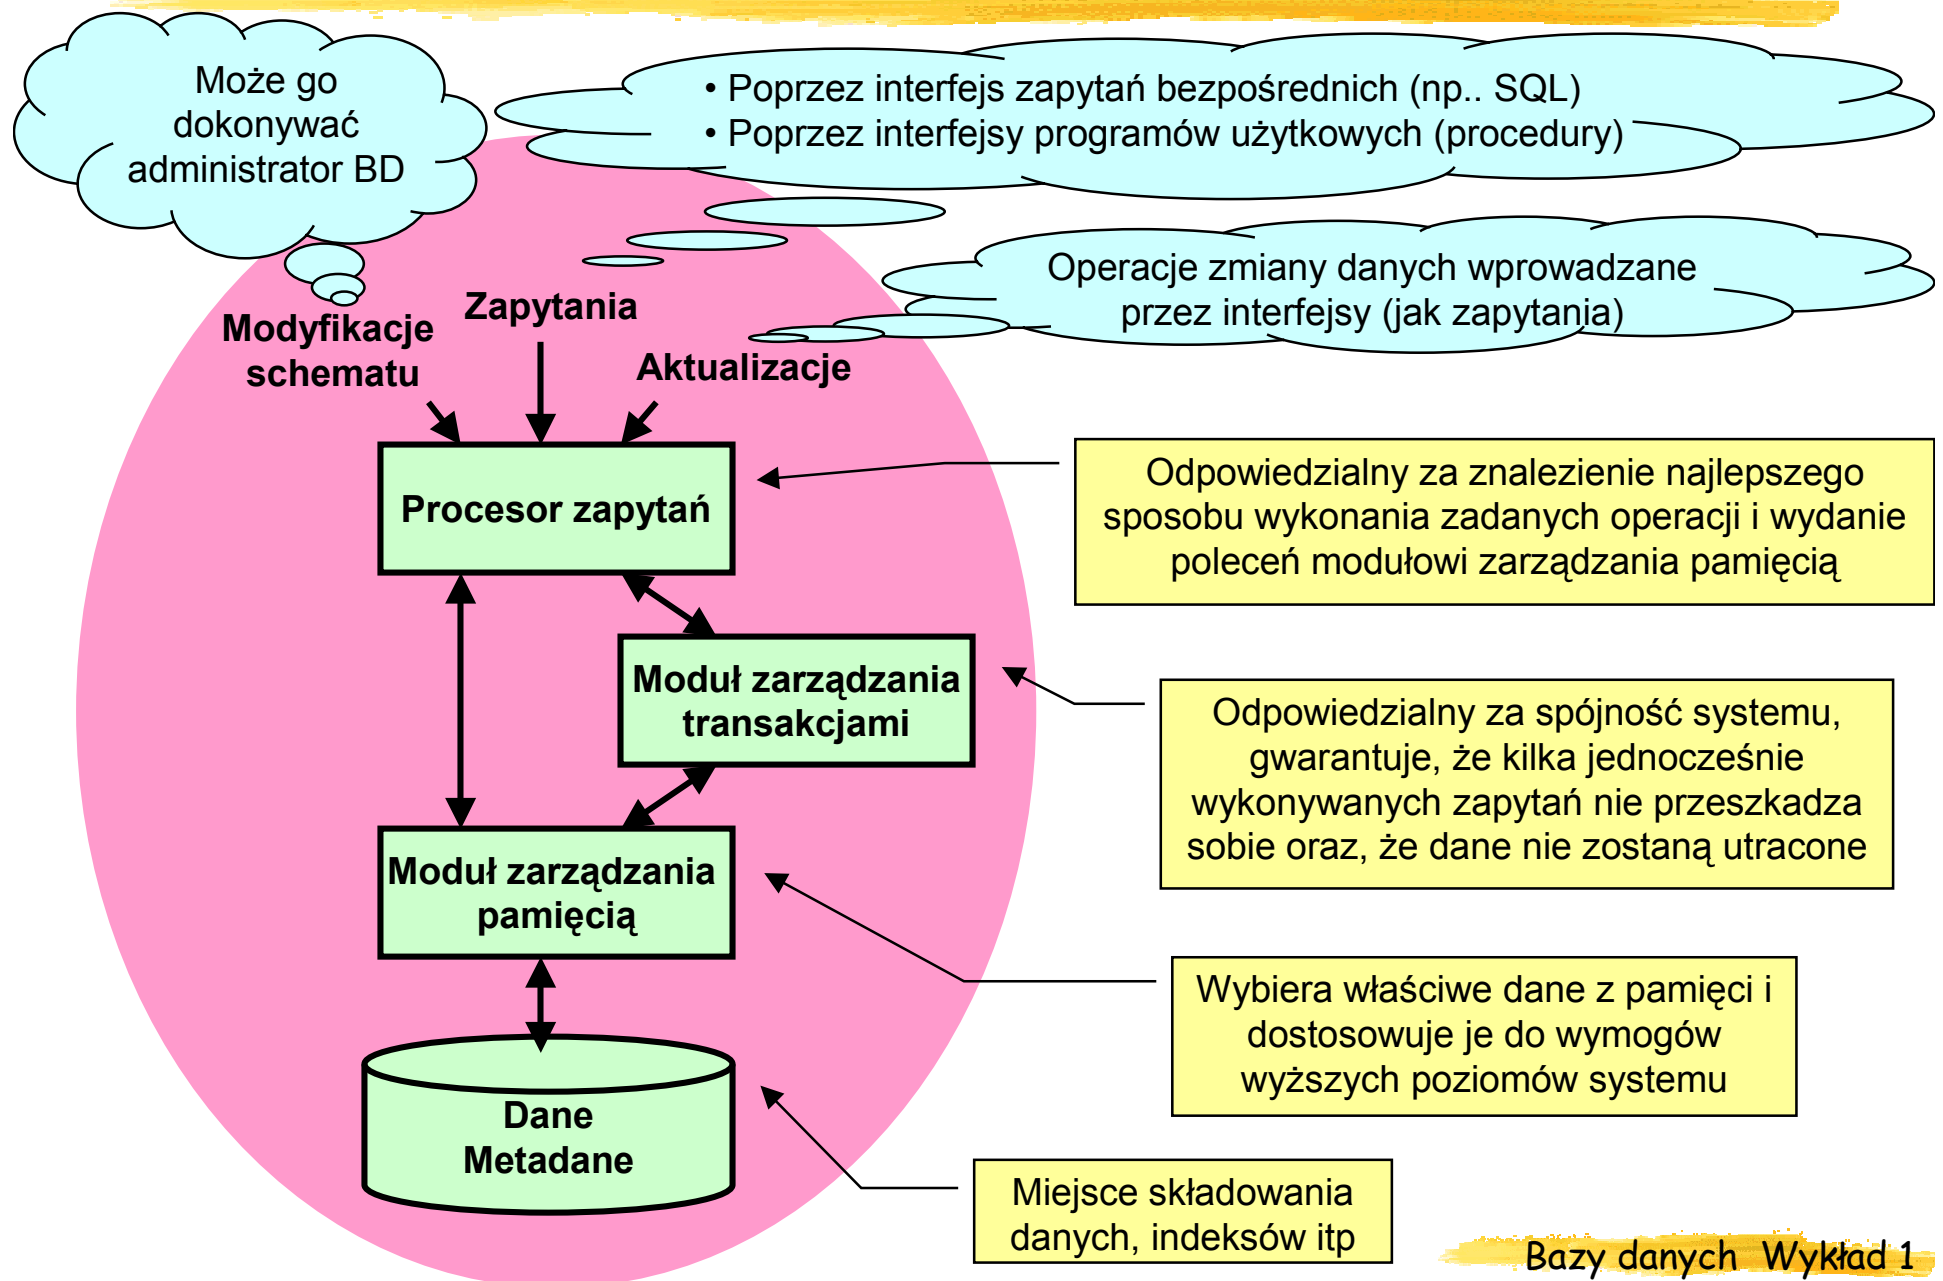 Może go
dokonywać
administrator BD
• Poprzez interfejs zapytań bezpośrednich (np.. SQL)
• Poprzez interfejsy programów użytkowych (procedury)
Operacje zmiany danych wprowadzane
przez interfejsy (jak zapytania)
Modyfikacje
schematu
Zapytania
Aktualizacje
Procesor zapytań
Odpowiedzialny za znalezienie najlepszego
sposobu wykonania zadanych operacji i wydanie
poleceń modułowi zarządzania pamięcią
Moduł zarządzania
transakcjami
Odpowiedzialny za spójność systemu,
gwarantuje, że kilka jednocześnie
wykonywanych zapytań nie przeszkadza
sobie oraz, że dane nie zostaną utracone
Moduł zarządzania
pamięcią
Wybiera właściwe dane z pamięci i
dostosowuje je do wymogów
wyższych poziomów systemu
Dane
Metadane
Miejsce składowania
danych, indeksów itp
Bazy danych Wykład 1